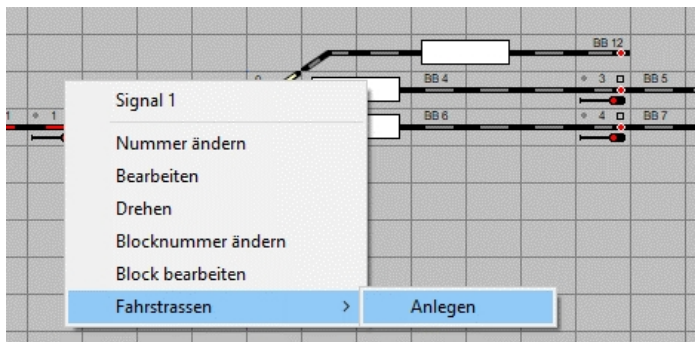 BB 12
BB 4 3 BB 5
1 1
BB 6 4 BB 7
Signal 1
Nummer ändern
Bearbeiten
Drehen
Blocknummer ändern
Block bearbeiten
Fahrstrassen > Anlegen